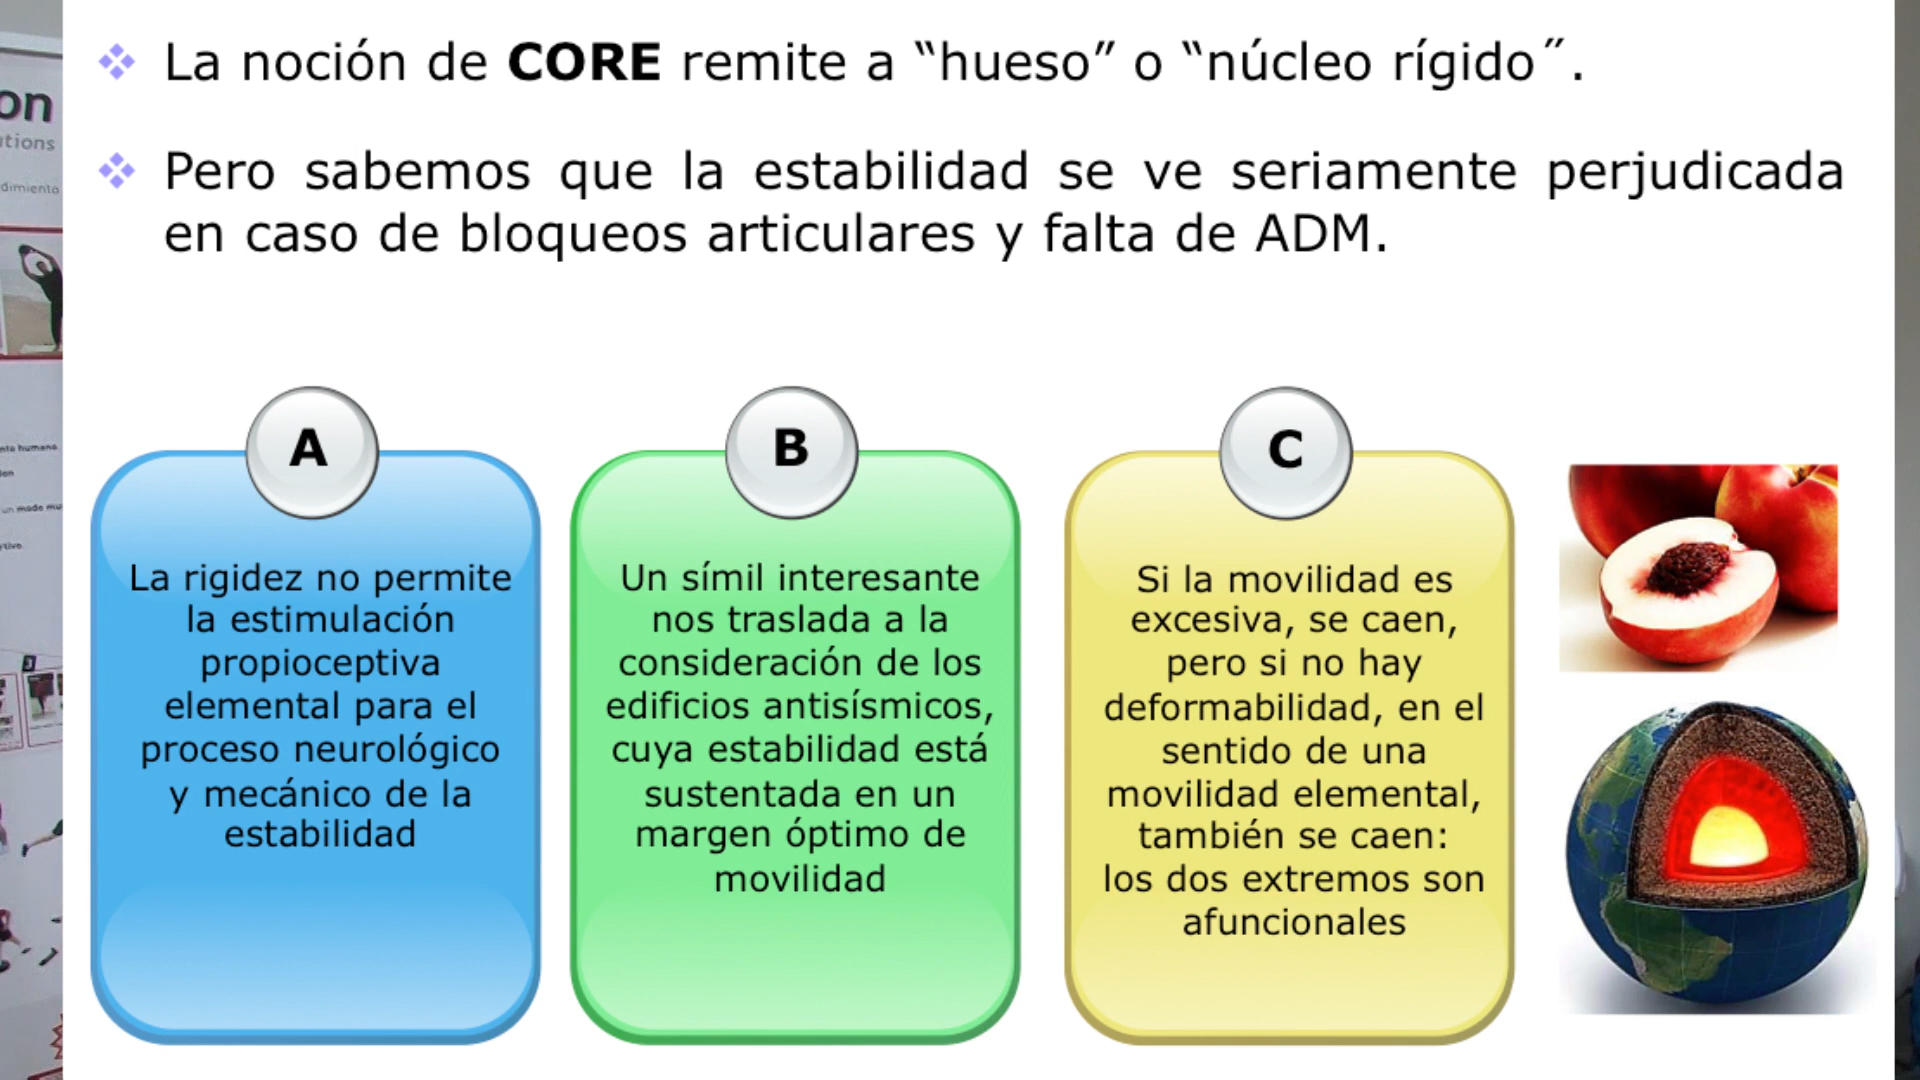 La noción de CORE remite a “hueso” o “núcleo rígido˝.
Pero sabemos que la estabilidad se ve seriamente perjudicada
en caso de bloqueos articulares y falta de ADM.
A
La rigidez no permite
la estimulación
propioceptiva
elemental para el
proceso neurológico
y mecánico de la
estabilidad
B
Un símil interesante
nos traslada a la
consideración de los
edificios antisísmicos,
cuya estabilidad está
sustentada en un
margen óptimo de
movilidad
C
Si la movilidad es
excesiva, se caen,
pero si no hay
deformabilidad, en el
sentido de una
movilidad elemental,
también se caen:
los dos extremos son
afuncionales
on